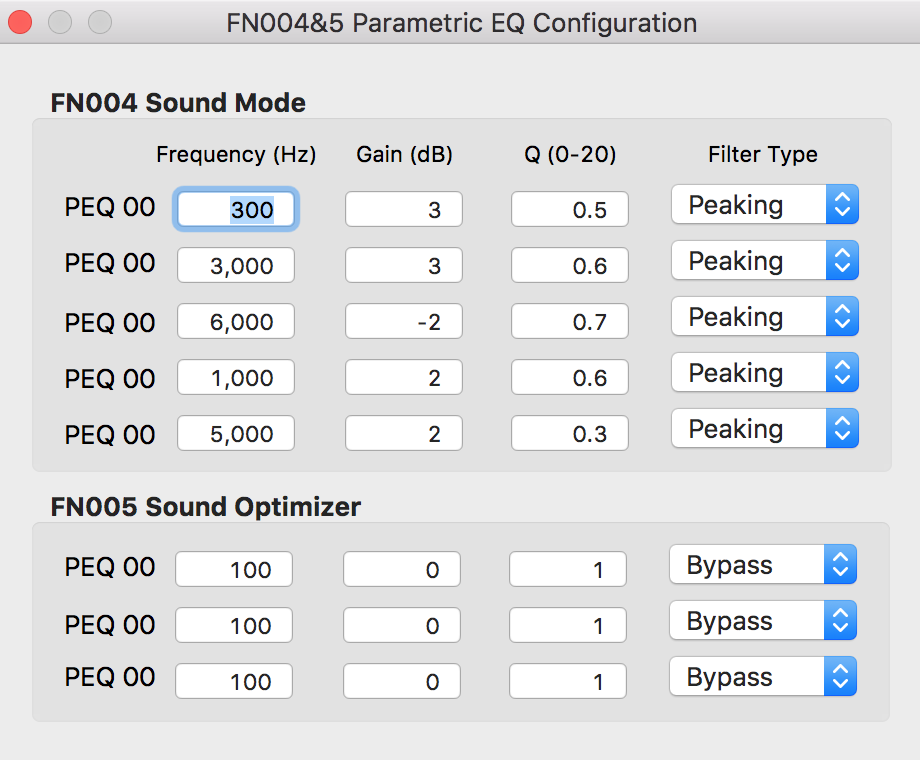 FN004&5 Parametric EQ Configuration
FN004 Sound Mode
Frequency (Hz) Gain (dB) Q (0-20) Filter Type
PEQ 00 300 3 0.5 Peaking
PEQ 00 3,000 3 0.6 Peaking
PEQ 00 6,000 -2 0.7 Peaking
PEQ 00 1,000 2 0.6 Peaking
PEQ 00 5,000 2 0.3 Peaking
FN005 Sound Optimizer
PEQ 00 100 0 1 Bypass
PEQ 00 100 0 1 Bypass
PEQ 00 100 0 1 Bypass